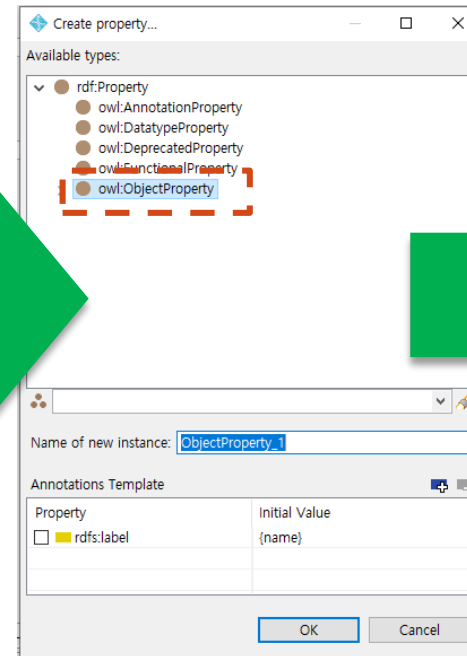 Create property...
Available types:
rdf:Property
owl:AnnotationProperty
owl:DatatypeProperty
owl:DeprecatedProperty
owl:FunctionalProperty
owl:ObjectProperty
Name of new instance: ObjectProperty_1
Annotations Template
Property Initial Value
rdfs:label {name}
OK Cancel